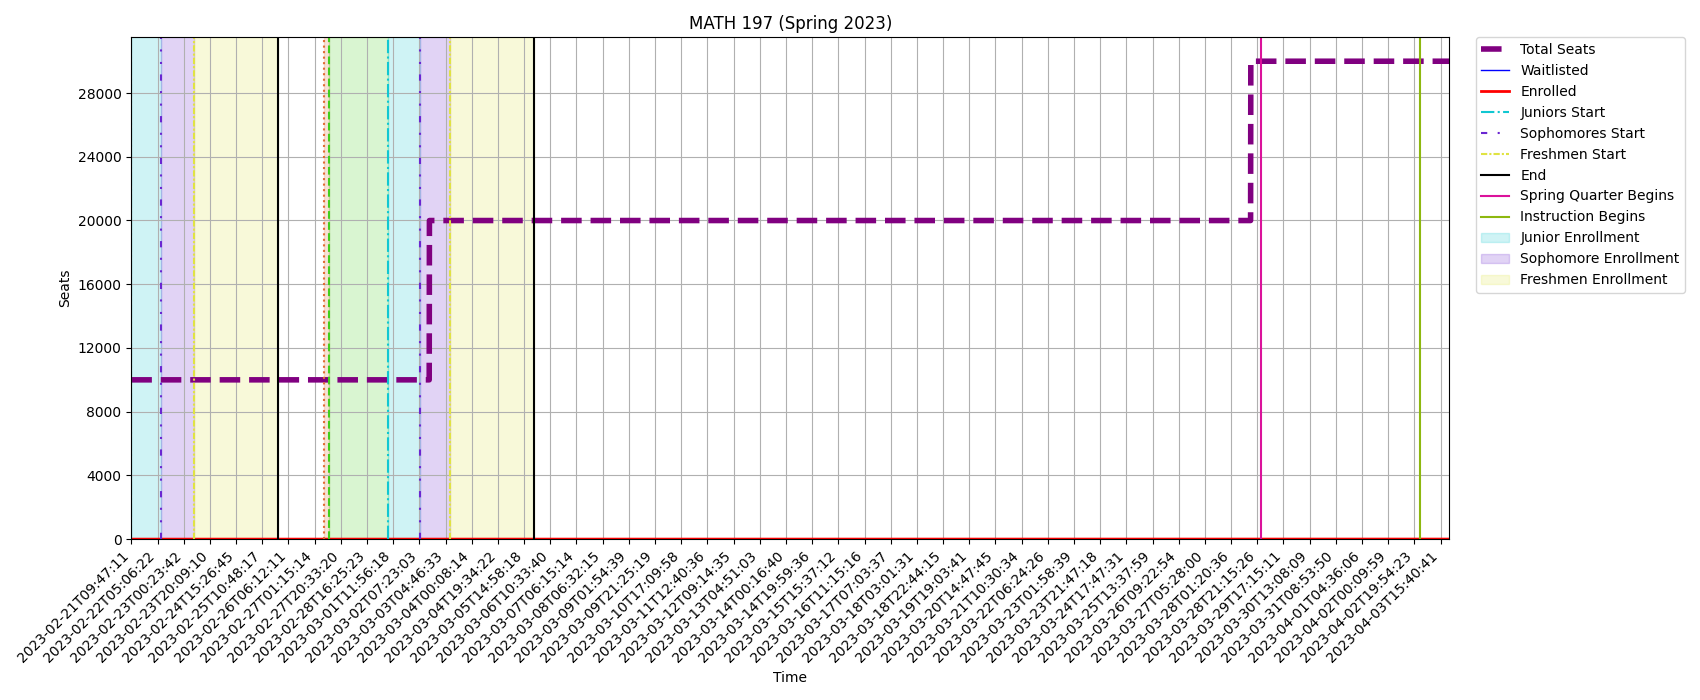 MATH 197 (Spring 2023)
Total Seats
Waitlisted
Enrolled
Juniors Start
Sophomores Start
Freshmen Start
End
Spring Quarter Begins
Instruction Begins
Junior Enrollment
Sophomore Enrollment
Freshmen Enrollment
Seats
28000
24000
20000
16000
12000
8000
4000
0
2023-02-21T09:47:11
2023-02-22T05:06:22
2023-02-23T00:23:42
2023-02-23T20:09:10
2023-02-24T15:26:45
2023-02-25T10:48:17
2023-02-26T06:12:11
2023-02-27T01:15:14
2023-02-27T20:33:20
2023-02-28T16:25:23
2023-03-01T11:56:18
2023-03-02T07:23:03
2023-03-03T04:46:33
2023-03-04T00:08:14
2023-03-04T19:34:22
2023-03-05T14:58:18
2023-03-06T10:33:40
2023-03-07T06:15:14
2023-03-08T06:32:15
2023-03-09T01:54:39
2023-03-09T21:25:19
2023-03-10T17:09:58
2023-03-11T12:40:36
2023-03-12T09:14:35
2023-03-13T04:51:03
2023-03-14T00:16:40
2023-03-14T19:59:36
2023-03-15T15:37:12
2023-03-16T11:15:16
2023-03-17T07:03:37
2023-03-18T03:01:31
2023-03-18T22:44:15
2023-03-19T19:03:41
2023-03-20T14:47:45
2023-03-21T10:30:34
2023-03-22T06:24:26
2023-03-23T01:58:39
2023-03-23T21:47:18
2023-03-24T17:47:31
2023-03-25T13:37:59
2023-03-26T09:22:54
2023-03-27T05:28:00
2023-03-28T01:20:36
2023-03-28T21:15:26
2023-03-29T17:15:11
2023-03-30T13:08:09
2023-03-31T08:53:50
2023-04-01T04:36:06
2023-04-02T00:09:59
2023-04-02T19:54:23
2023-04-03T15:40:41
Time